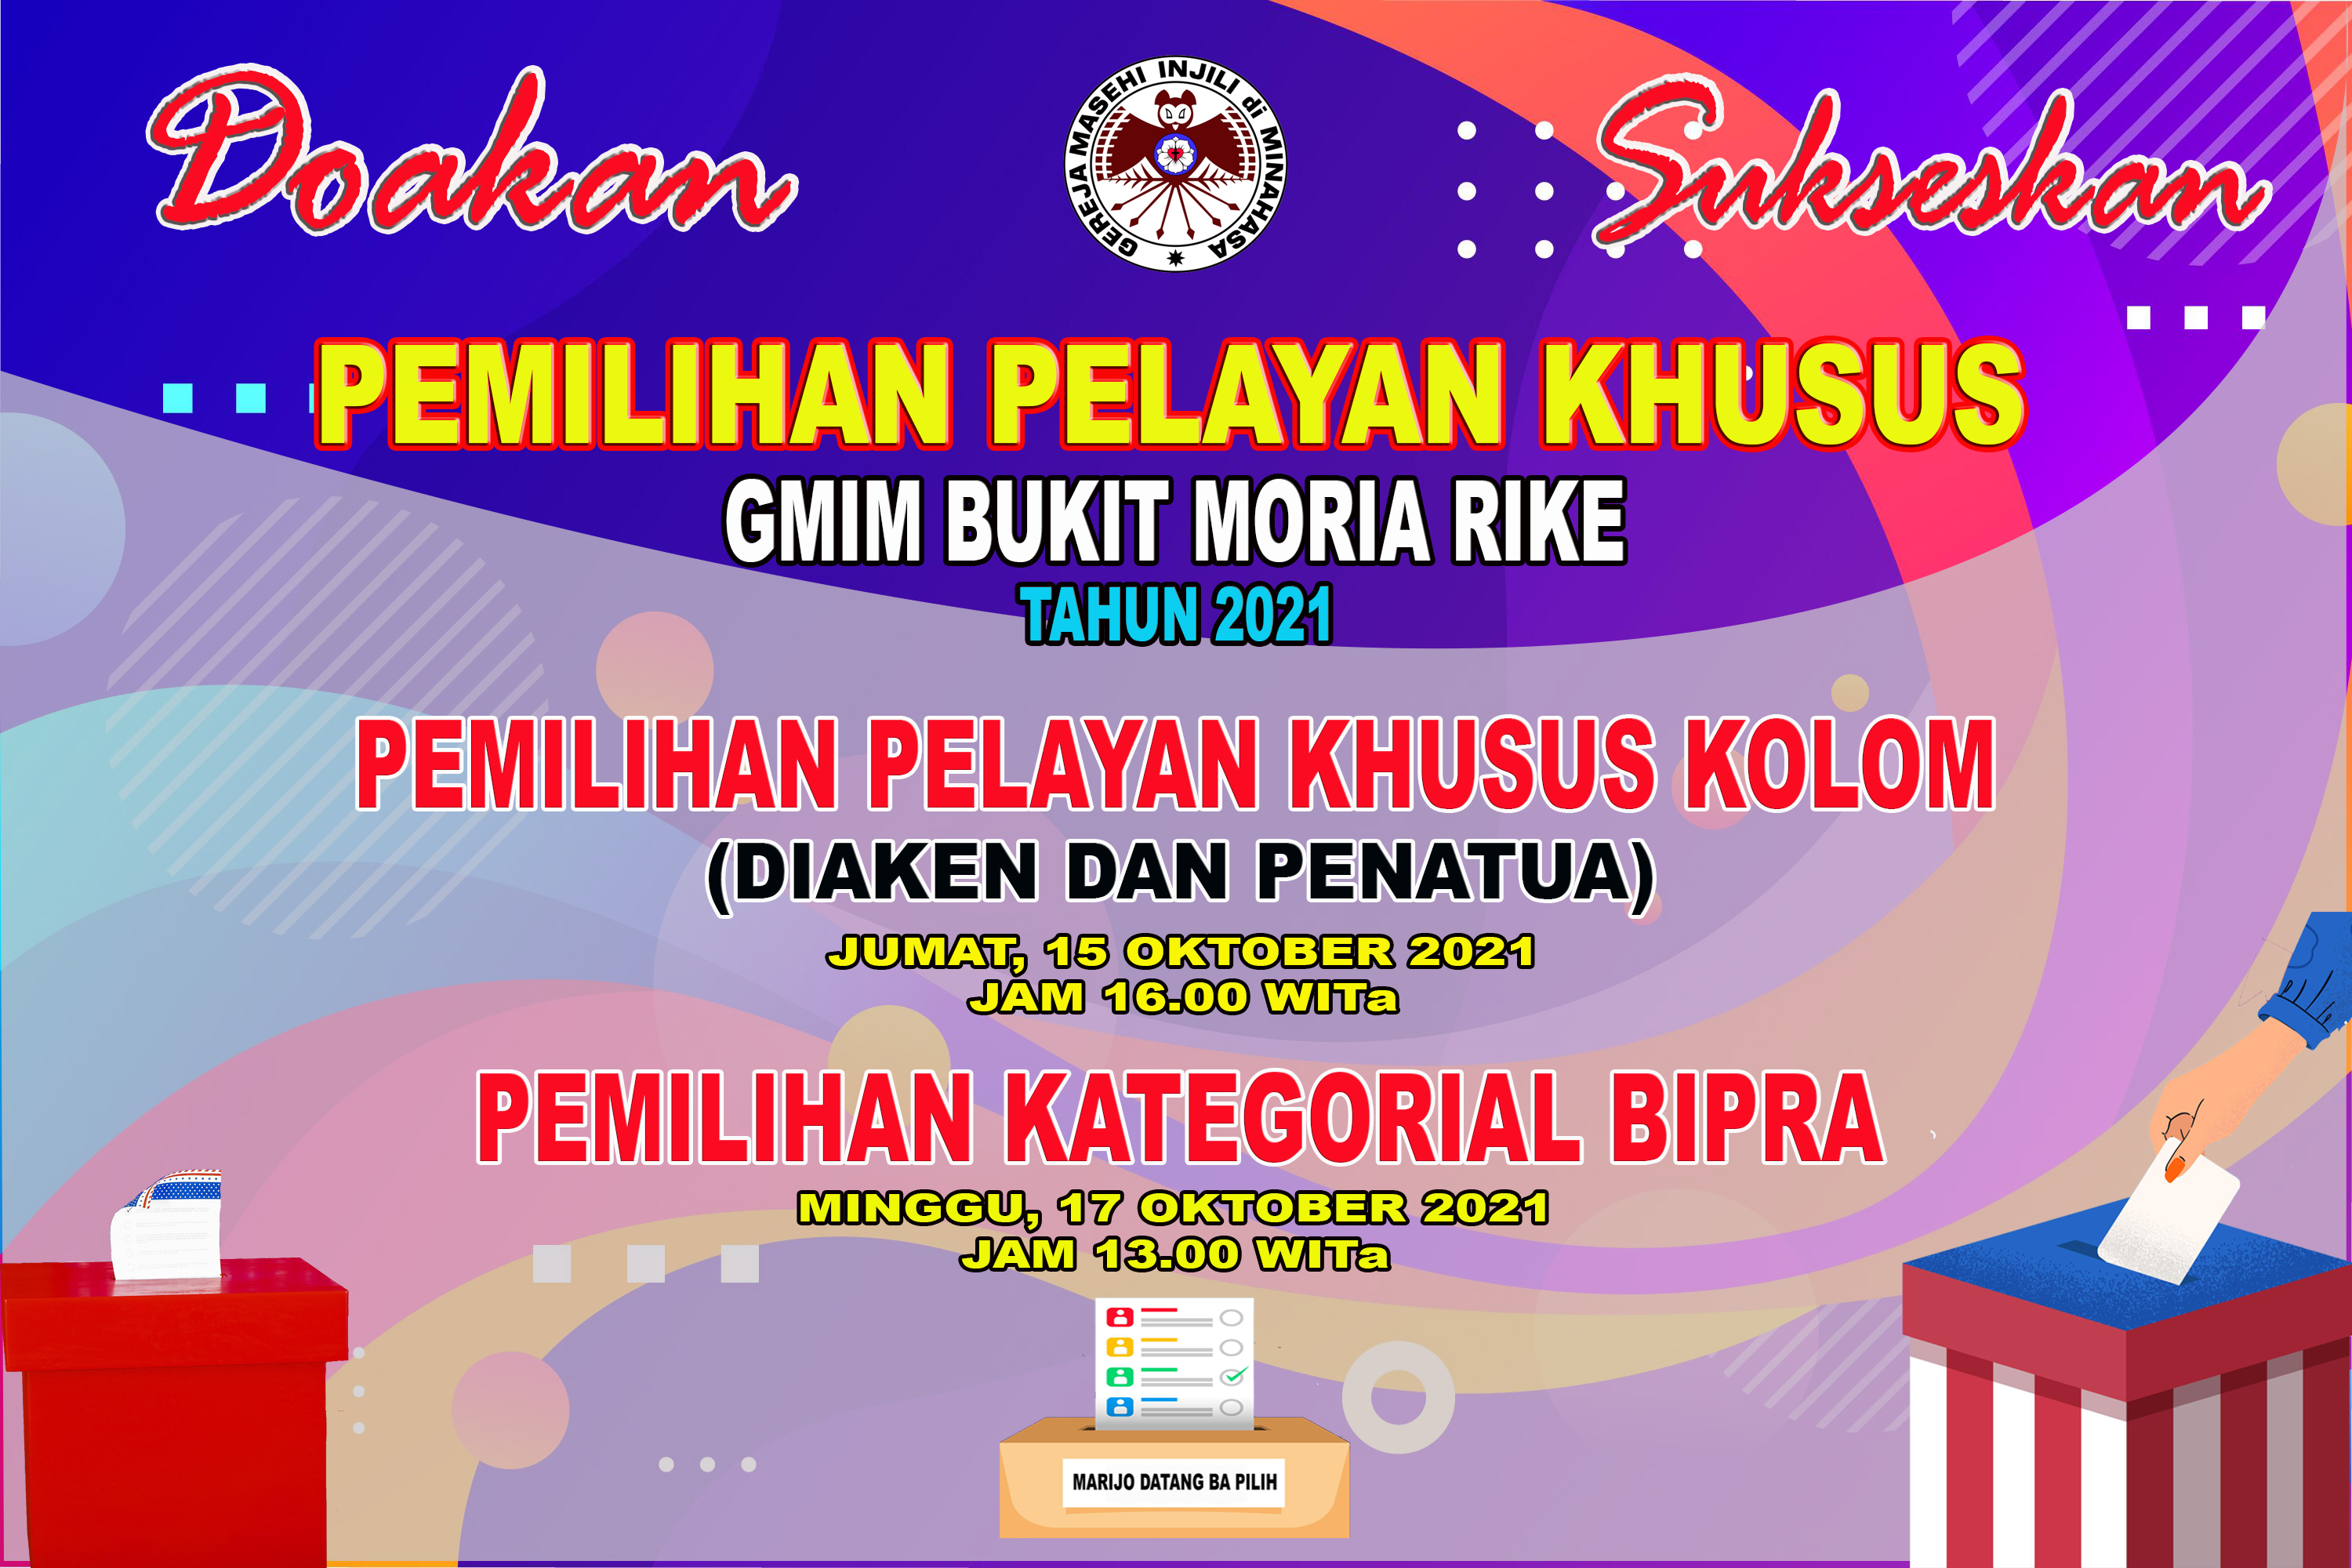 Doakan
GEREJA MASEHI INJILI di MINAHASA
Sukseskan
PEMILIHAN PELAYAN KHUSUS
GMIM BUKIT MORIA RIKE
TAHUN 2021
PEMILIHAN PELAYAN KHUSUS KOLOM
(DIAKEN DAN PENATUA)
JUMAT, 15 OKTOBER 2021
JAM 16.00 WITa
PEMILIHAN KATEGORIAL BIPRA
MINGGU, 17 OKTOBER 2021
JAM 13.00 WITa
MARIJO DATANG BA PILIH